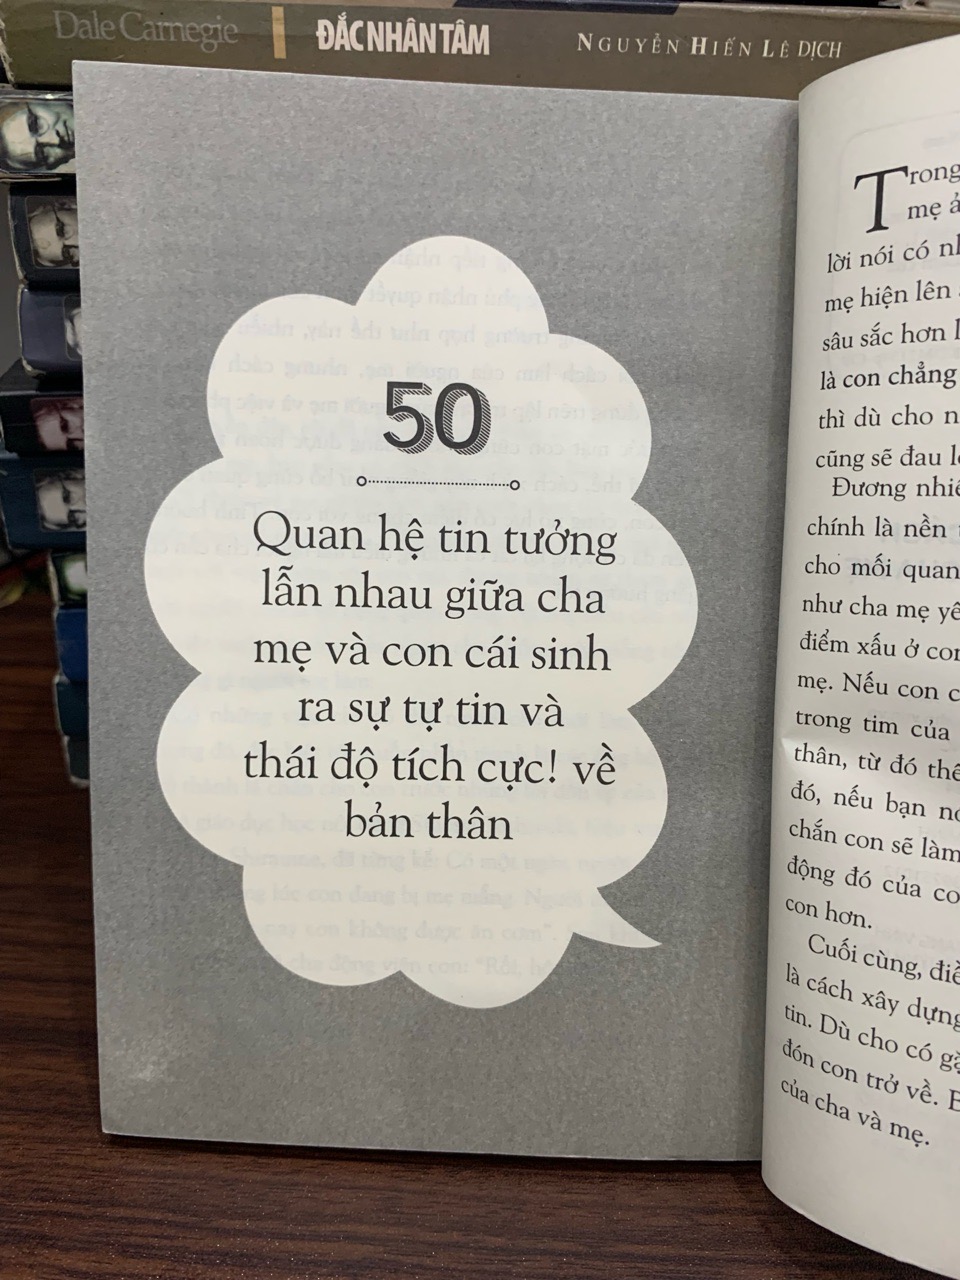 Dale Carnegie ĐẮC NHÂN TÂM NGUYỄN HIẾN LÊ DỊCH
50
Quan hệ tin tưởng
lẫn nhau giữa cha
mẹ và con cái sinh
ra sự tự tin và
thái độ tích cực! về
bản thân
Trong
mẹ ả
lời nói có nh
mẹ hiện lên
sâu sắc hơn l
là con chẳng
thì dù cho n
cũng sẽ đau l
Đương nhiê
chính là nền
cho mối quan
như cha mẹ yê
điểm xấu ở con
mẹ. Nếu con c
trong tim của
thân, từ đó thê
đó, nếu bạn nó
chắn con sẽ làm
động đó của co
con hơn.
Cuối cùng, điề
là cách xây dựng
tin. Dù cho có gặ
đón con trở về.
của cha và mẹ.